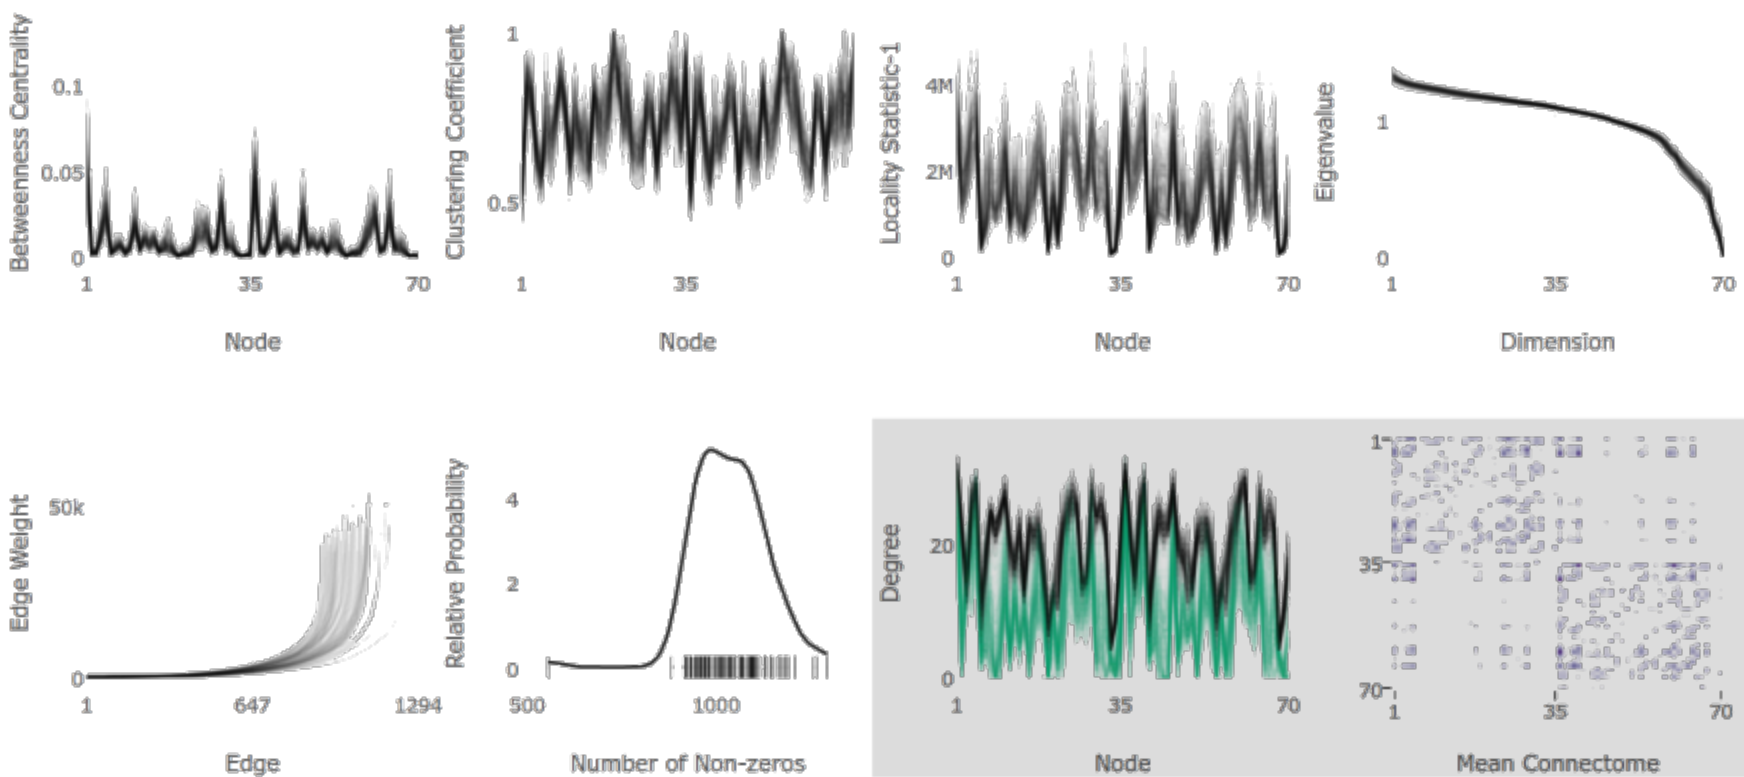 Betweenness Centrality
0.1
0.05
0
1
35
70
Node
Clustering Coefficient
1
0.5
1
35
Node
Locality Statistic-1
4M
2M
0
1
35
70
Node
Eigenvalue
1
0
1
35
70
Dimension
Edge Weight
50k
0
1
647
1294
Edge
Relative Probability
4
2
0
500
1000
Number of Non-zeros
Degree
20
0
1
35
70
Node
1
35
70
1
35
70
Mean Connectome